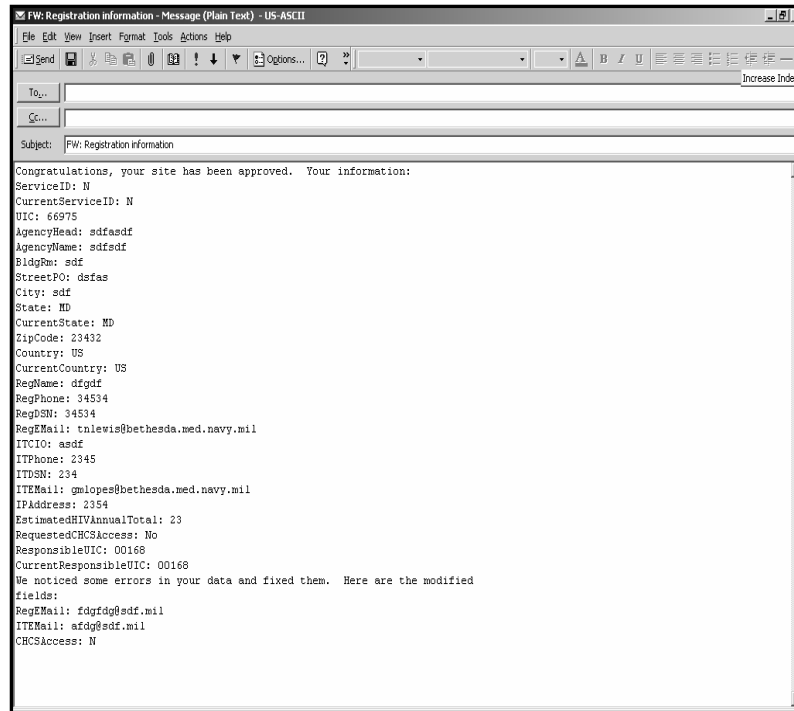 FW: Registration information - Message (Plain Text) - US-ASCII
File Edit View Insert Format Tools Actions Help
Send Options... A B I U
Increase Inde
To...
Cc...
Subject: FW: Registration information
Congratulations, your site has been approved. Your information:
ServiceID: N
CurrentServiceID: N
UIC: 66975
AgencyHead: sdfasdf
AgencyName: sdfsdf
BldgRm: sdf
StreetPO: dsfas
City: sdf
State: MD
CurrentState: MD
ZipCode: 23432
Country: US
CurrentCountry: US
RegName: dfgdf
RegPhone: 34534
RegDSN: 34534
RegEMail: tnlewis@bethesda.med.navy.mil
ITCIO: asdf
ITPhone: 2345
ITDSN: 234
ITEMail: gmlopes@bethesda.med.navy.mil
IPAddress: 2354
EstimatedHIVAnnualTotal: 23
RequestedCHCSAccess: No
ResponsibleUIC: 00168
CurrentResponsibleUIC: 00168
We noticed some errors in your data and fixed them. Here are the modified
fields:
RegEMail: fdgfdg@sdf.mil
ITEMail: afdg@sdf.mil
CHCSAccess: N